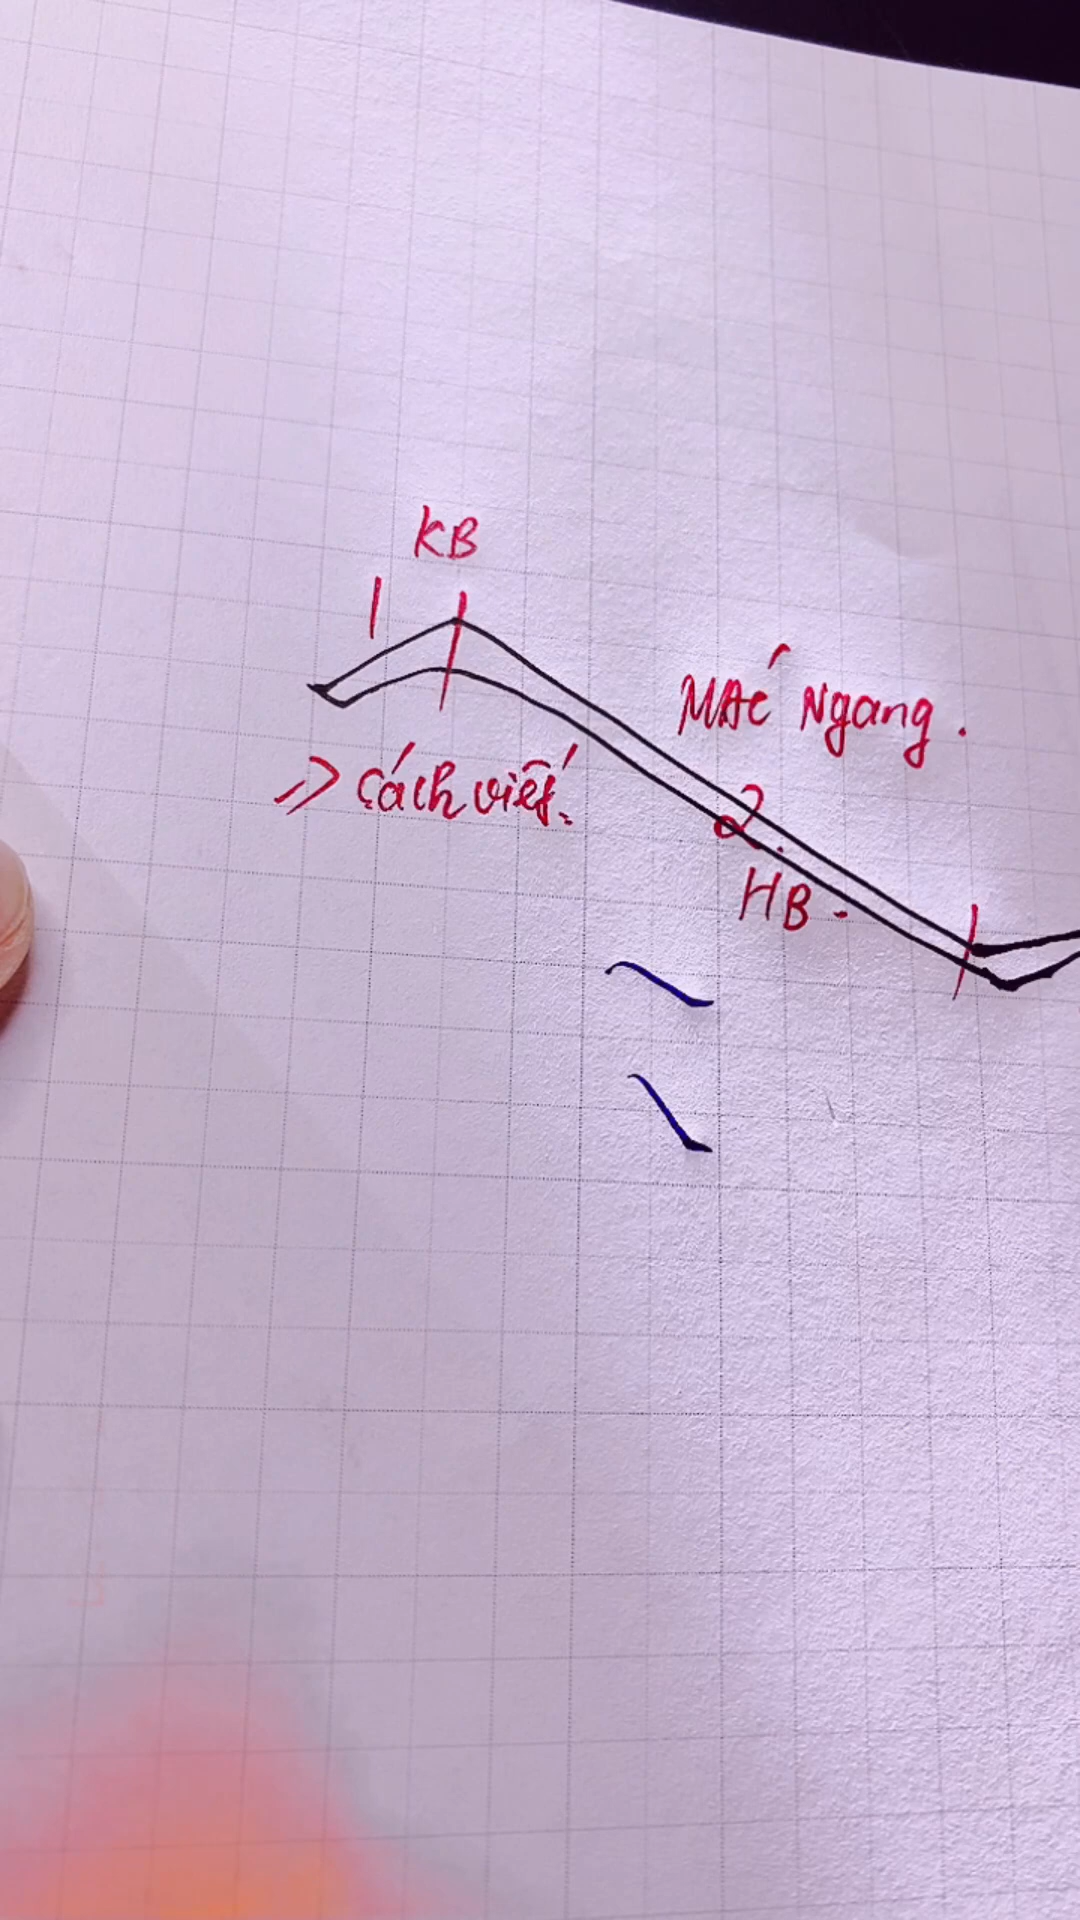 KB
1
MÁC Ngang.
=> Cách viết.
2.
HB.